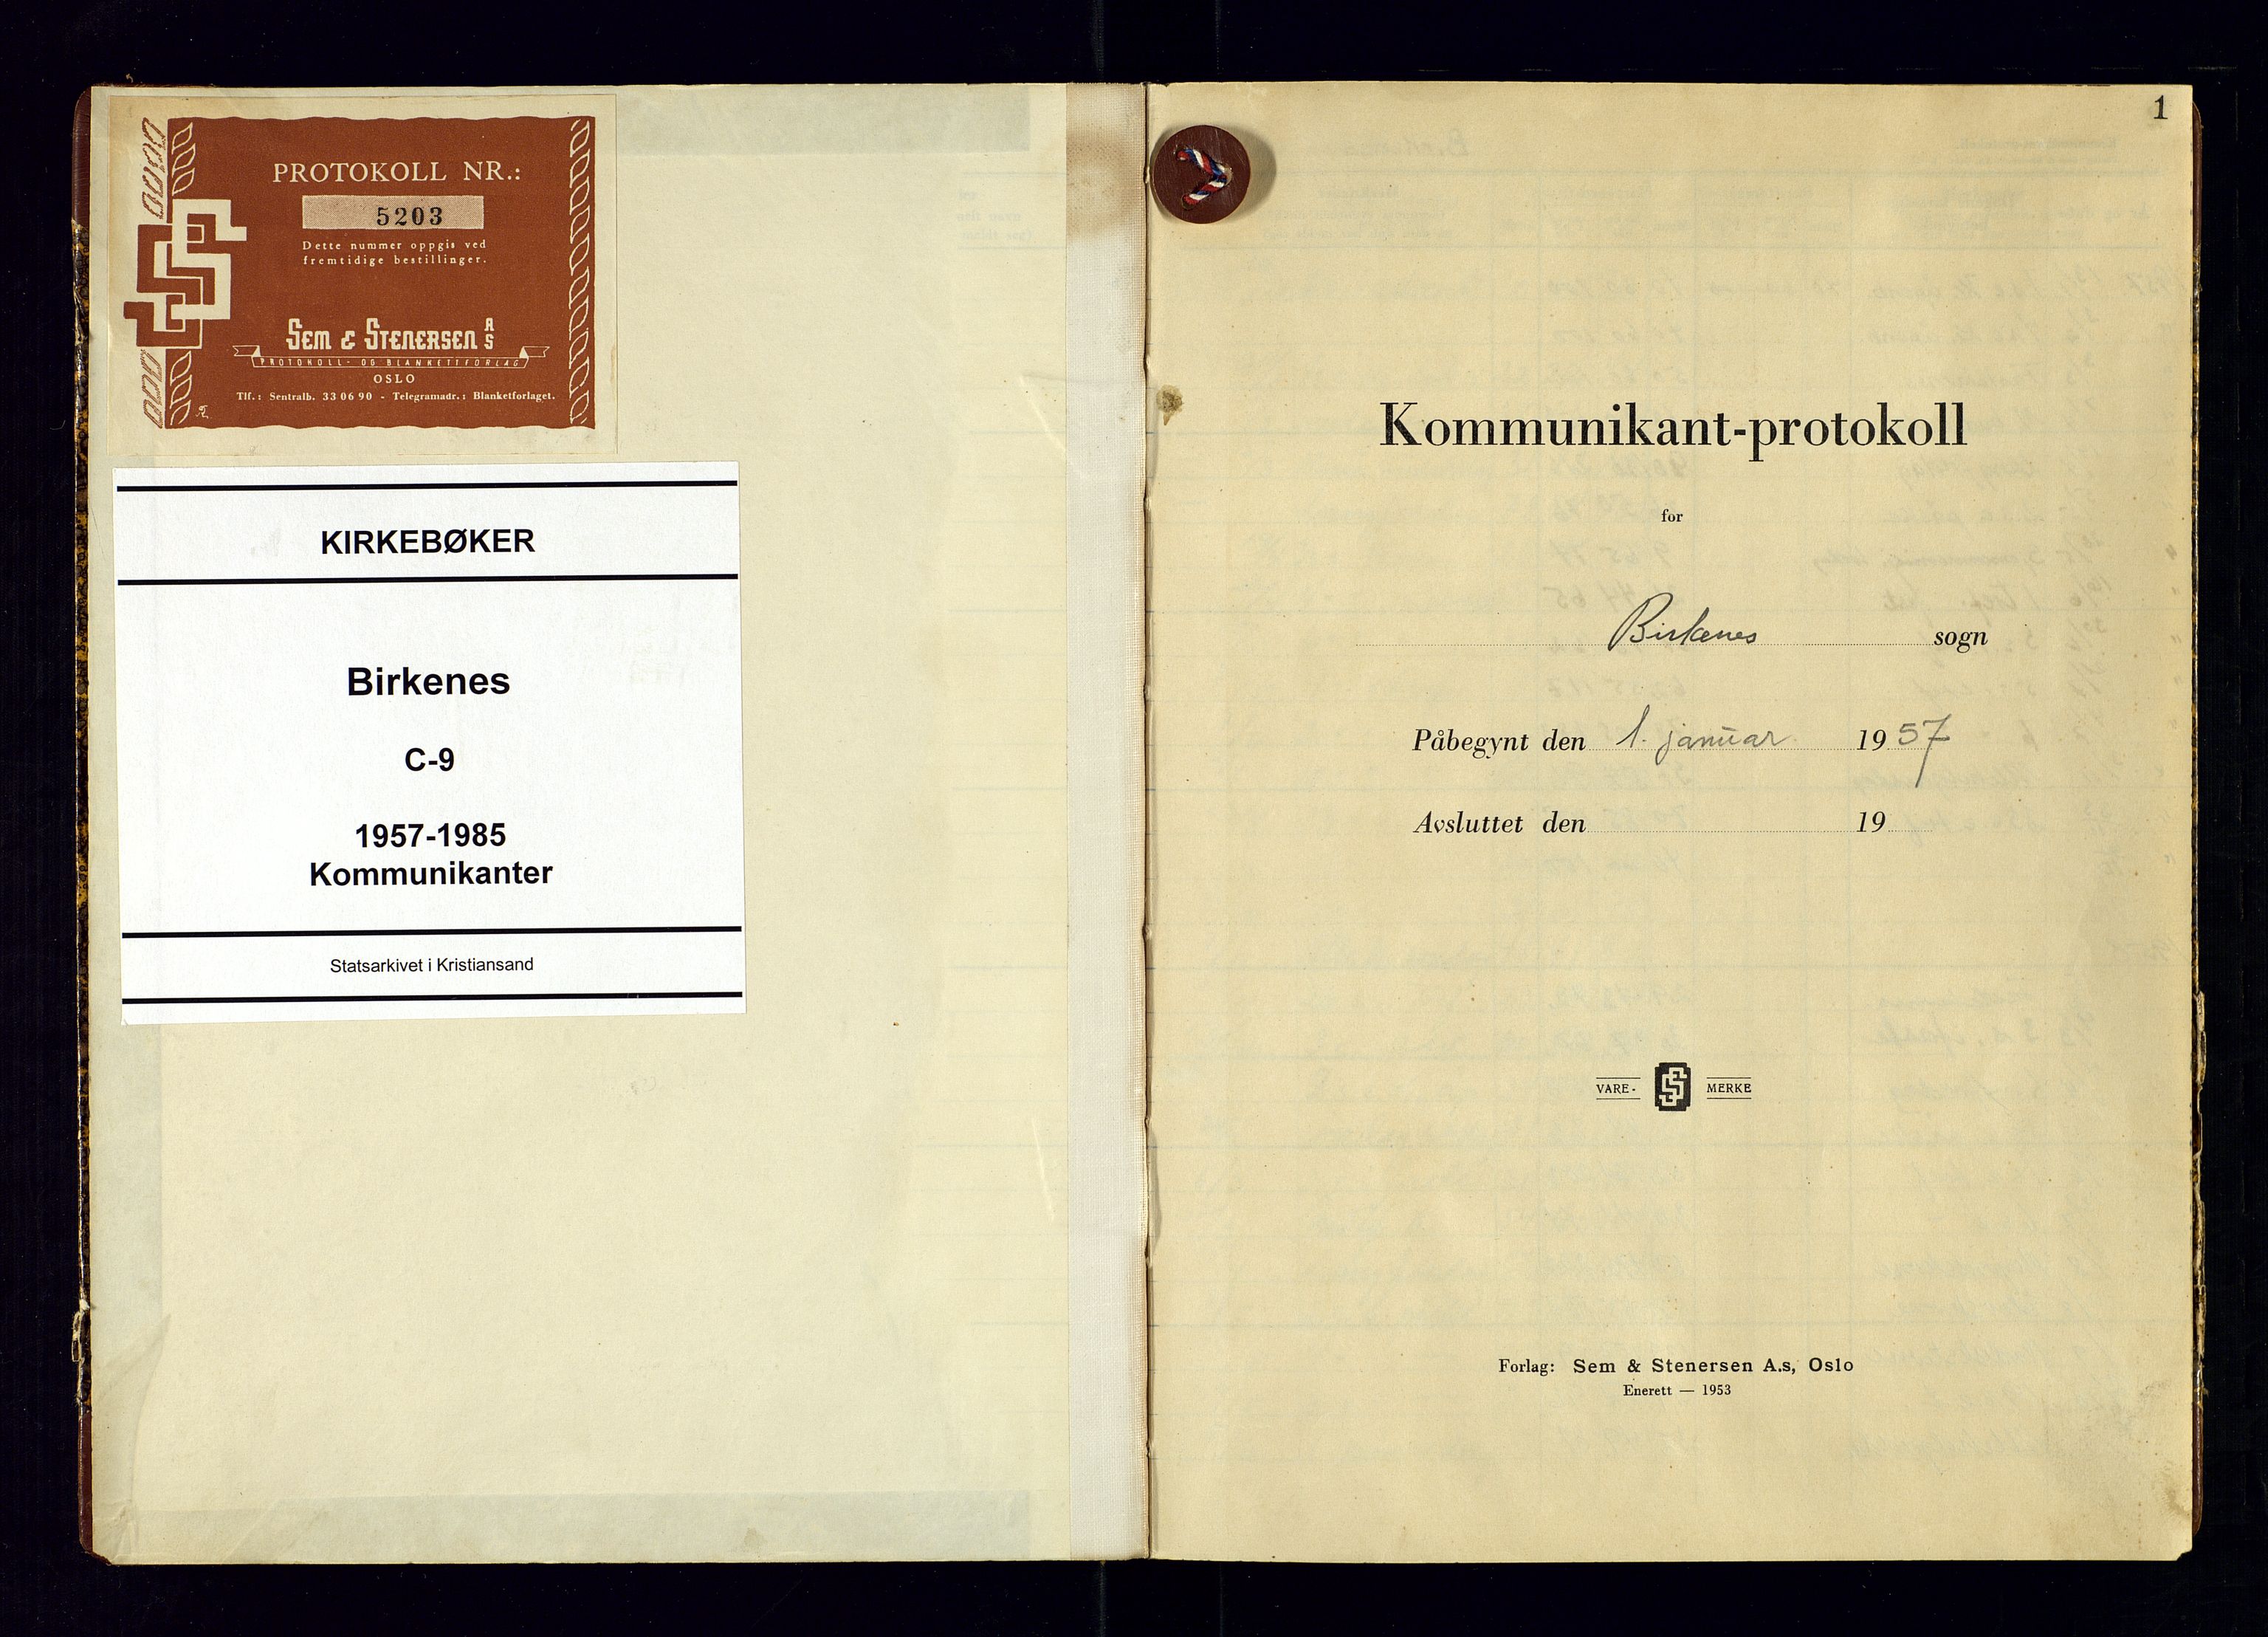 PROTOKOLL NR.:
5203
Dette nummer oppgis ved
fremtidige bestillinger.
SEM & STENERSEN A/S
PROTOKOLL- OG BLANKETTFORLAG
OSLO
Tlf.: Sentralb. 33 06 90 - Telegramadr.: Blanketforlaget.
KIRKEBØKER
Birkenes
C-9
1957-1985
Kommunikanter
Statsarkivet i Kristiansand
1
Kommunikant-protokoll
for
Birkenes sogn
Påbegynt den 1. januar 1957
Avsluttet den 19
VARE- MERKE
Forlag: Sem & Stenersen A.s, Oslo
Enerett — 1953